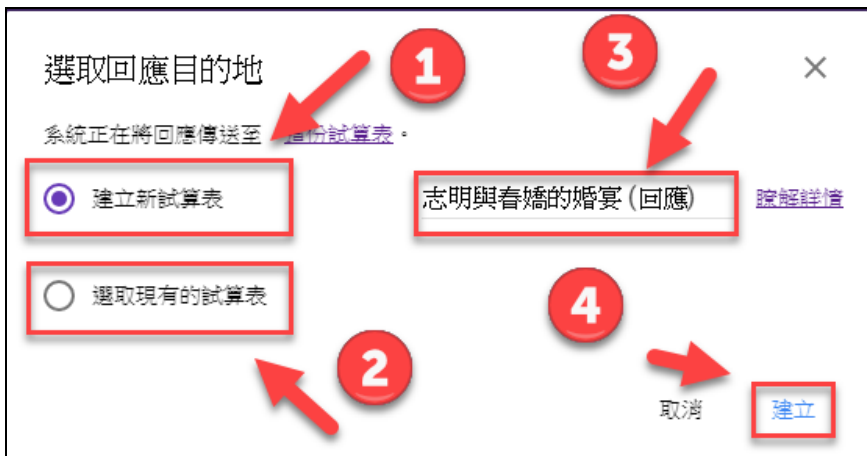 選取回應目的地
1
3
系統正在將回應傳送至 這份試算表。
建立新試算表
志明與春嬌的婚宴 (回應)
瞭解詳情
選取現有的試算表
4
2
取消
建立